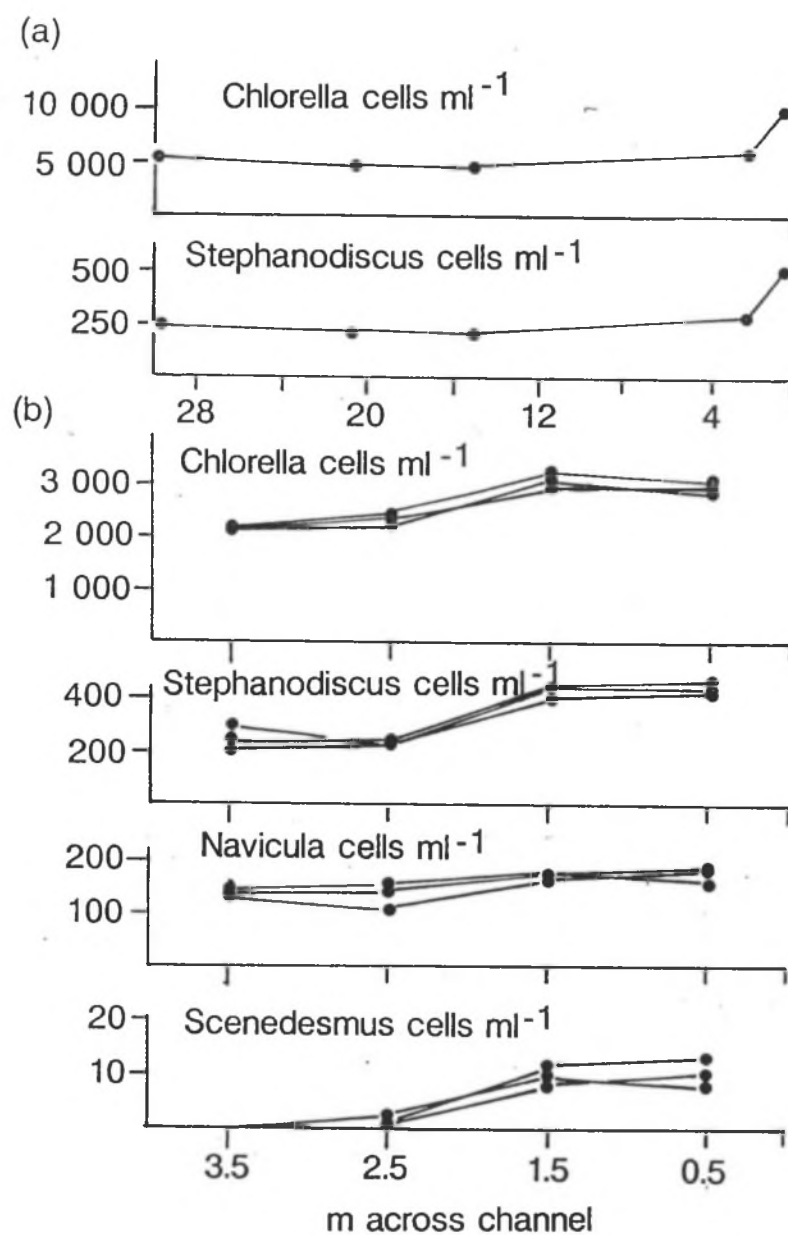 (a)
Chlorella cells ml⁻¹
10 000
5 000
Stephanodiscus cells ml⁻¹
500
250
28 20 12 4
(b)
Chlorella cells ml⁻¹
3 000
2 000
1 000
Stephanodiscus cells ml⁻¹
400
200
Navicula cells ml⁻¹
200
100
Scenedesmus cells ml⁻¹
20
10
3.5 2.5 1.5 0.5
m across channel